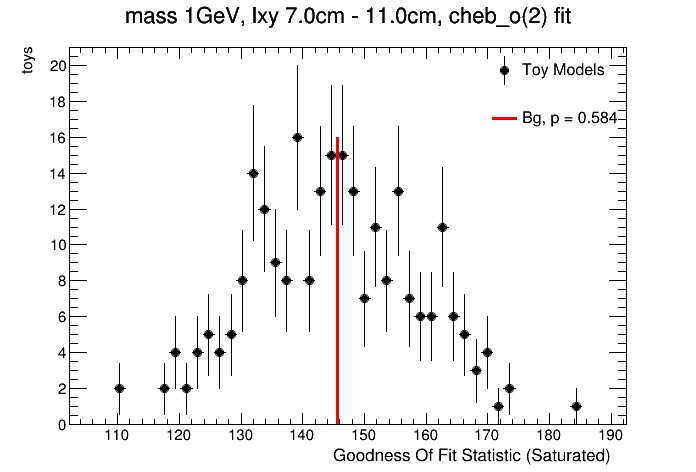 mass 1GeV, lxy 7.0cm - 11.0cm, cheb_o(2) fit
toys
Toy Models
Bg, p = 0.584
20
18
16
14
12
10
8
6
4
2
0
110 120 130 140 150 160 170 180 190
Goodness Of Fit Statistic (Saturated)